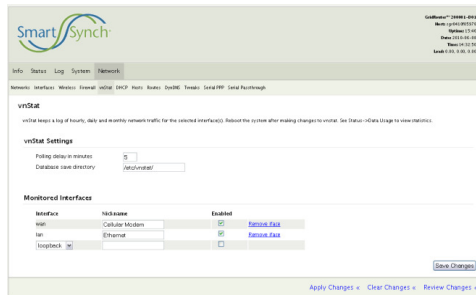 Smart Synch
GridRouter™
Info Status Log System Network
Networks Interfaces Wireless Firewall vnStat DHCP Hosts Routes DynDNS Tweaks Serial PPP Serial Passthrough
vnStat
vnStat keeps a log of hourly, daily and monthly network traffic for the selected interface(s). Reboot the system after making changes to vnstat. See Status->Data Usage to view statistics.
vnStat Settings
Polling delay in minutes 5
Database save directory /etc/vnstat/
Monitored Interfaces
Interface Nickname Enabled
wan Cellular Modem Remove iface
lan Ethernet Remove iface
loopback
Save Changes
Apply Changes « Clear Changes « Review Changes «